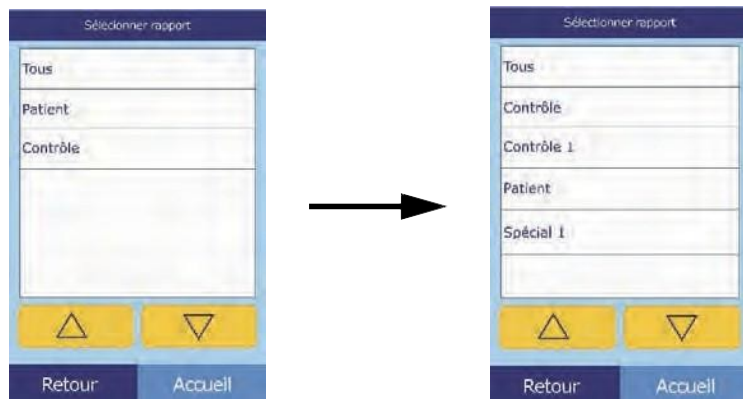 Sélectionner rapport
Tous
Patient
Contrôle
Retour
Accueil
Sélectionner rapport
Tous
Contrôle
Contrôle 1
Patient
Spécial 1
Retour
Accueil